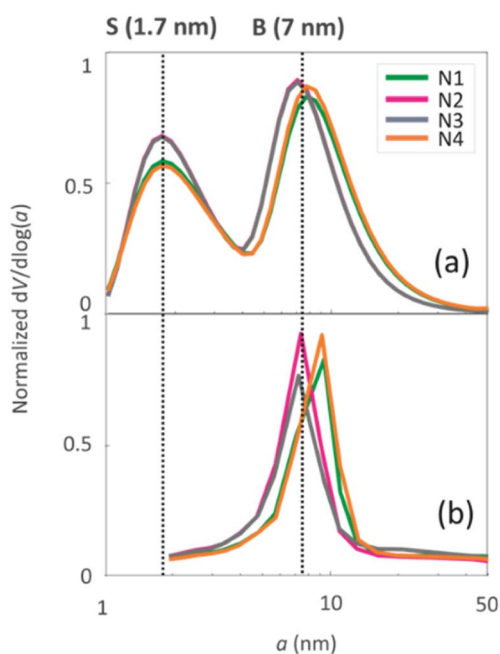 S (1.7 nm) B (7 nm)
1
N1
N2
N3
N4
0.5
(a)
0
Normalized dV/dlog(a)
1
0.5
(b)
0
1 10 50
a (nm)